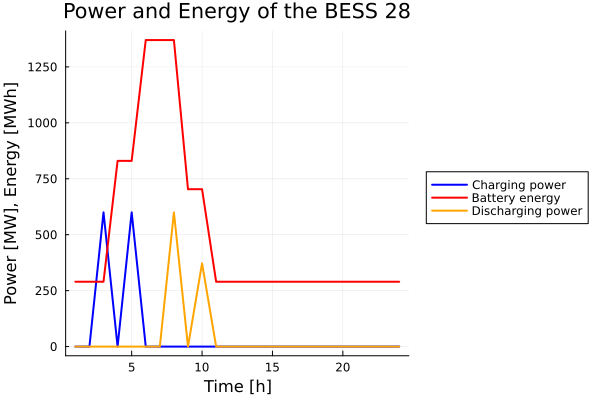 Power and Energy of the BESS 28
Power [MW], Energy [MWh]
1250
1000
750
500
250
0
5
10
15
20
Time [h]
Charging power
Battery energy
Discharging power